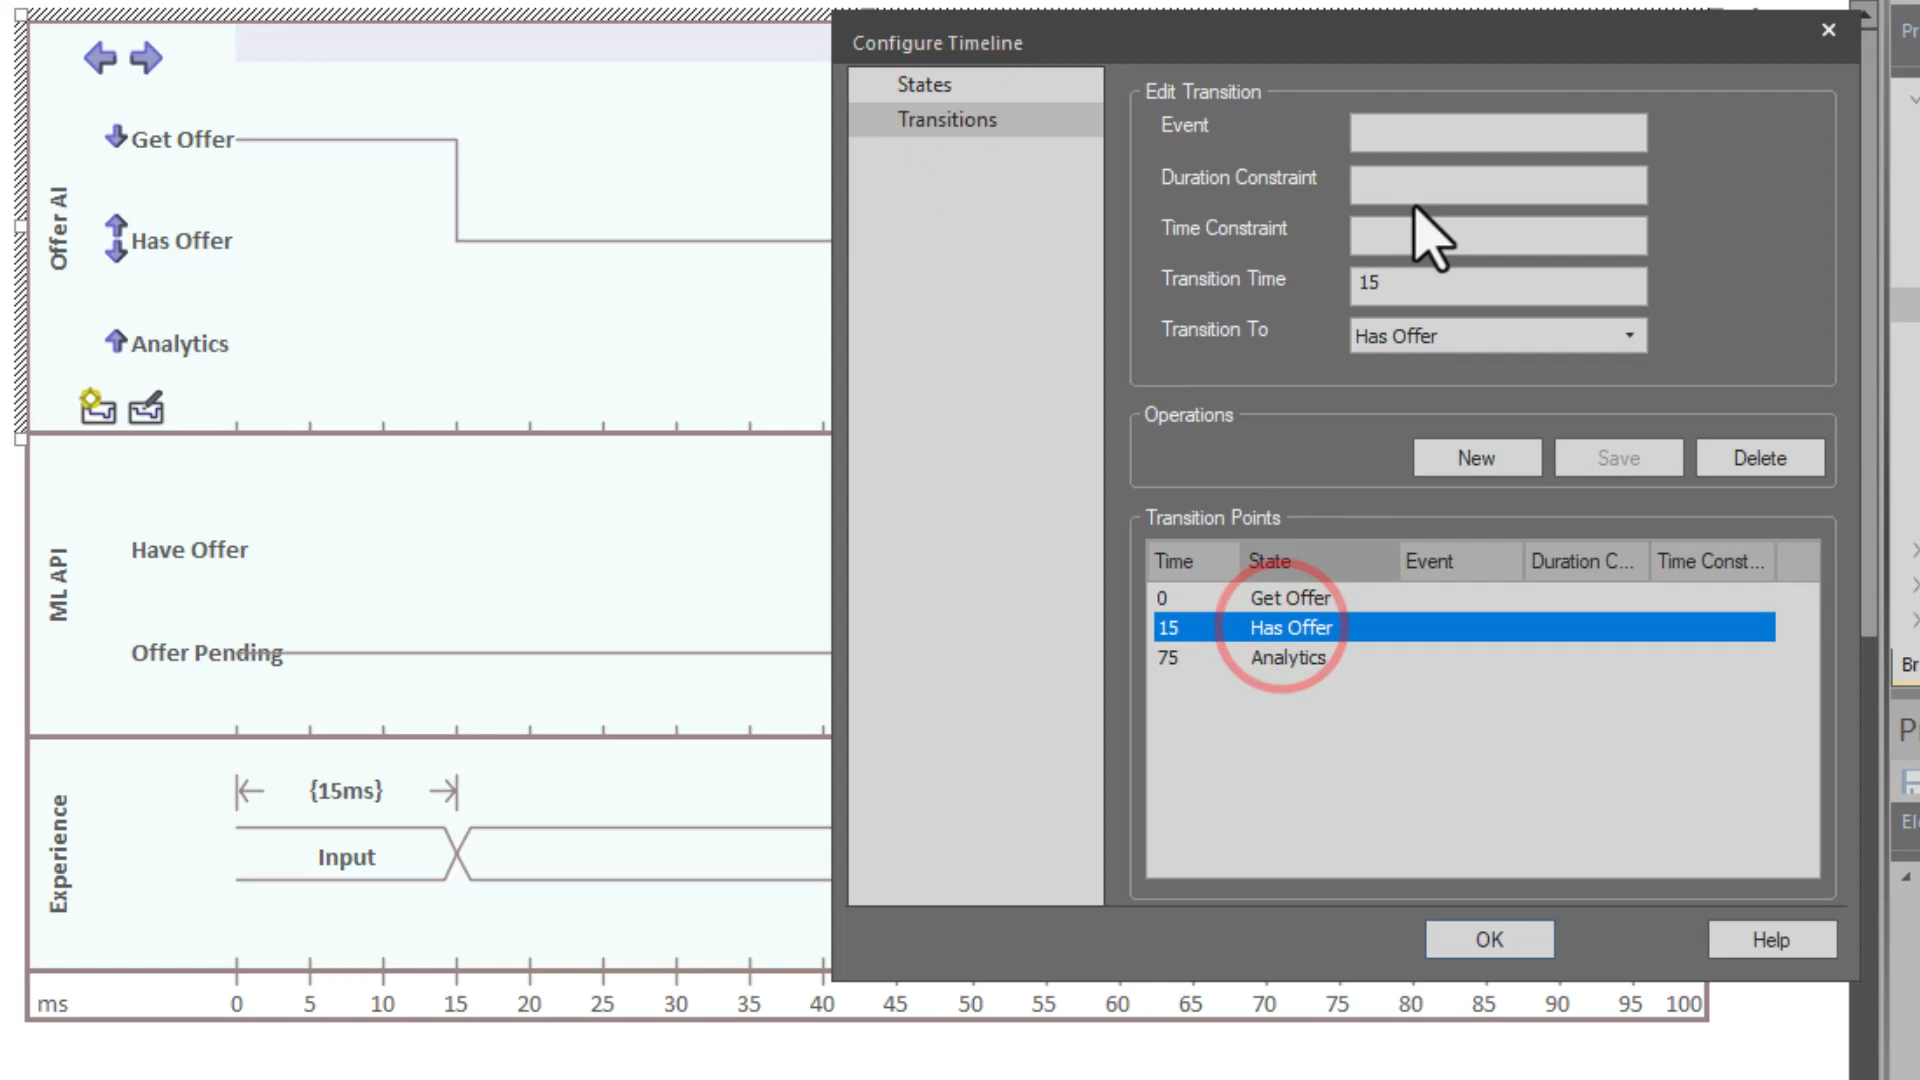 Offer AI
Get Offer
Has Offer
Analytics
ML API
Have Offer
Offer Pending
Experience
{15ms}
Input
ms 0 5 10 15 20 25 30 35 40 45 50 55 60 65 70 75 80 85 90 95 100
Configure Timeline
States
Transitions
Edit Transition
Event
Duration Constraint
Time Constraint
Transition Time 15
Transition To Has Offer
Operations
New Save Delete
Transition Points
Time State Event Duration C... Time Const...
0 Get Offer
15 Has Offer
75 Analytics
OK Help
Pr
Br
Pr
Ele